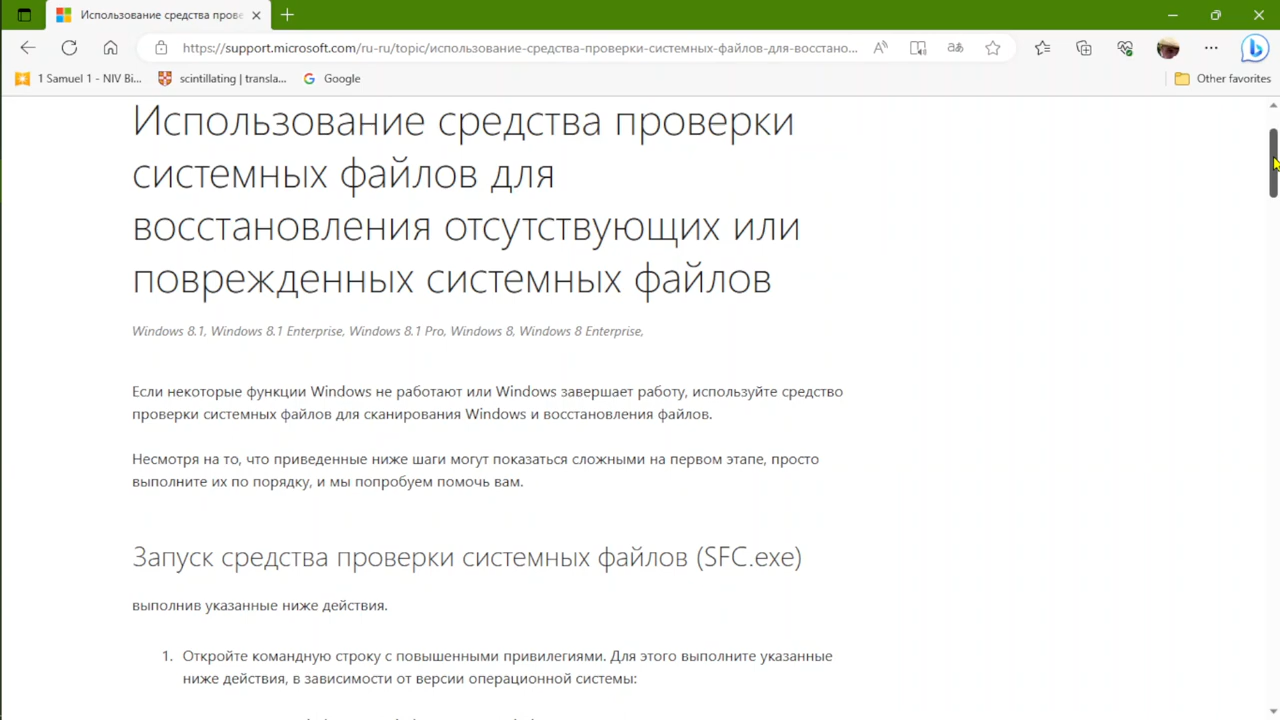 Использование средства прове
https://support.microsoft.com/ru-ru/topic/использование-средства-проверки-системных-файлов-для-восстано...
1 Samuel 1 - NIV Bi...
scintillating | transla...
Google
Other favorites
Использование средства проверки
системных файлов для
восстановления отсутствующих или
поврежденных системных файлов
Windows 8.1, Windows 8.1 Enterprise, Windows 8.1 Pro, Windows 8, Windows 8 Enterprise,
Если некоторые функции Windows не работают или Windows завершает работу, используйте средство
проверки системных файлов для сканирования Windows и восстановления файлов.
Несмотря на то, что приведенные ниже шаги могут показаться сложными на первом этапе, просто
выполните их по порядку, и мы попробуем помочь вам.
Запуск средства проверки системных файлов (SFC.exe)
выполнив указанные ниже действия.
1. Откройте командную строку с повышенными привилегиями. Для этого выполните указанные
ниже действия, в зависимости от версии операционной системы: